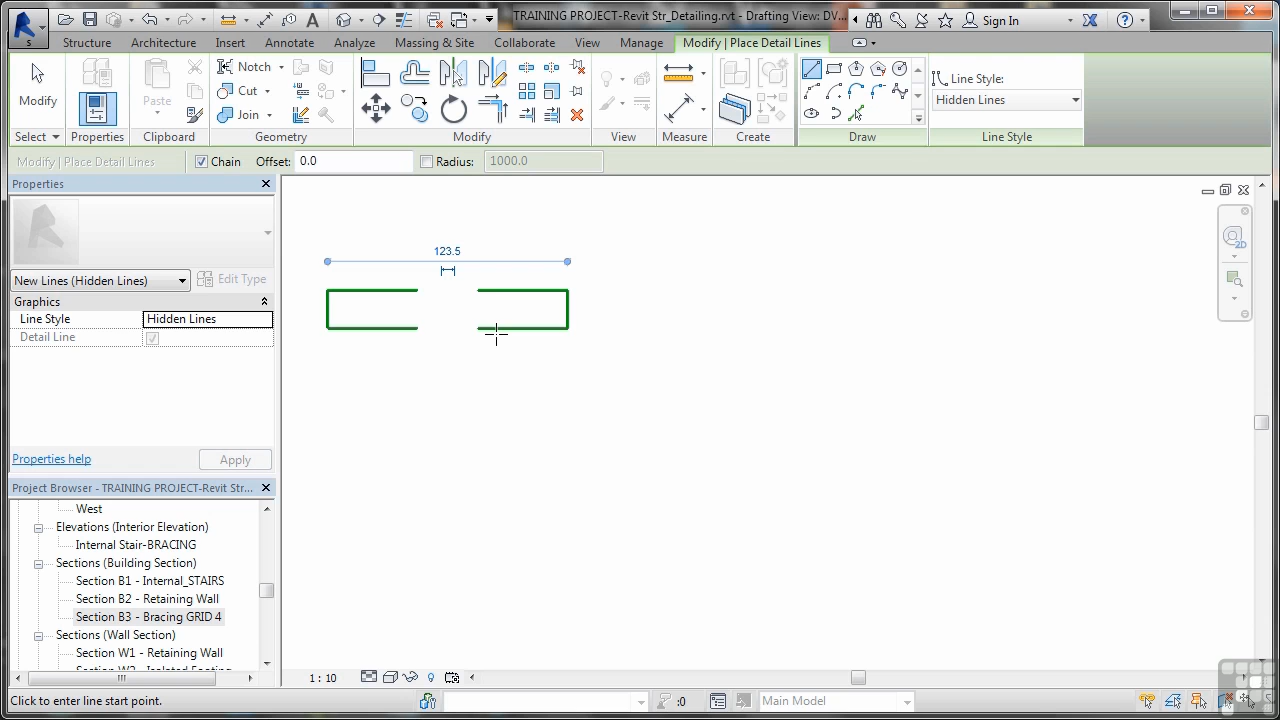 TRAINING PROJECT-Revit Str_Detailing.rvt - Drafting View: DV...
Sign In
S
Structure Architecture Insert Annotate Analyze Massing & Site Collaborate View Manage Modify | Place Detail Lines
Modify
Paste
Notch
Cut
Join
Line Style:
Hidden Lines
Select Properties Clipboard Geometry Modify View Measure Create Draw Line Style
Modify | Place Detail Lines Chain Offset: 0.0 Radius: 1000.0
Properties
New Lines (Hidden Lines) Edit Type
Graphics
Line Style Hidden Lines
Detail Line
Properties help Apply
123.5
2D
Project Browser - TRAINING PROJECT-Revit Str...
West
Elevations (Interior Elevation)
Internal Stair-BRACING
Sections (Building Section)
Section B1 - Internal_STAIRS
Section B2 - Retaining Wall
Section B3 - Bracing GRID 4
Sections (Wall Section)
Section W1 - Retaining Wall
Section W2 - Isolated Footing
1 : 10
Click to enter line start point. :0 Main Model